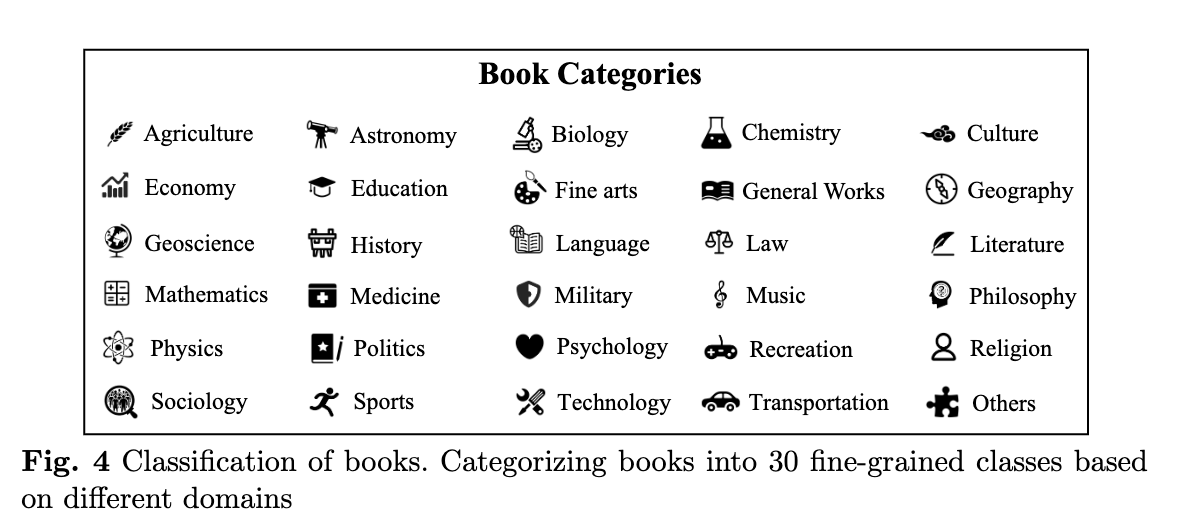 Book Categories
Agriculture Astronomy Biology Chemistry Culture
Economy Education Fine arts General Works Geography
Geoscience History Language Law Literature
Mathematics Medicine Military Music Philosophy
Physics Politics Psychology Recreation Religion
Sociology Sports Technology Transportation Others
Fig. 4 Classification of books. Categorizing books into 30 fine-grained classes based
on different domains